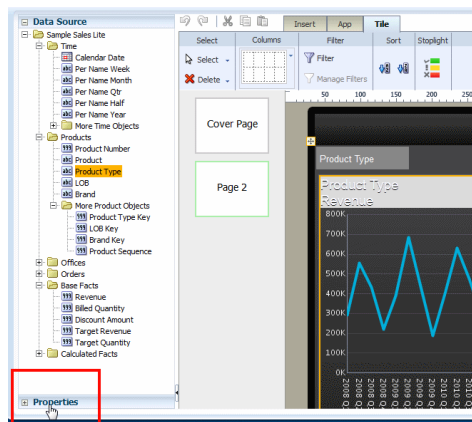 Data Source
Sample Sales Lite
Time
Calendar Date
Per Name Week
Per Name Month
Per Name Qtr
Per Name Half
Per Name Year
More Time Objects
Products
Product Number
Product
Product Type
LOB
Brand
More Product Objects
Product Type Key
LOB Key
Brand Key
Product Sequence
Offices
Orders
Base Facts
Revenue
Billed Quantity
Discount Amount
Target Revenue
Target Quantity
Calculated Facts
Properties
Insert App Tile
Select Columns Filter Sort Stoplight
Select Filter
Delete Manage Filters
50 100 150 200 250
Cover Page
Page 2
Product Type
Product Type
Revenue
800K
700K
600K
500K
400K
300K
200K
100K
0K